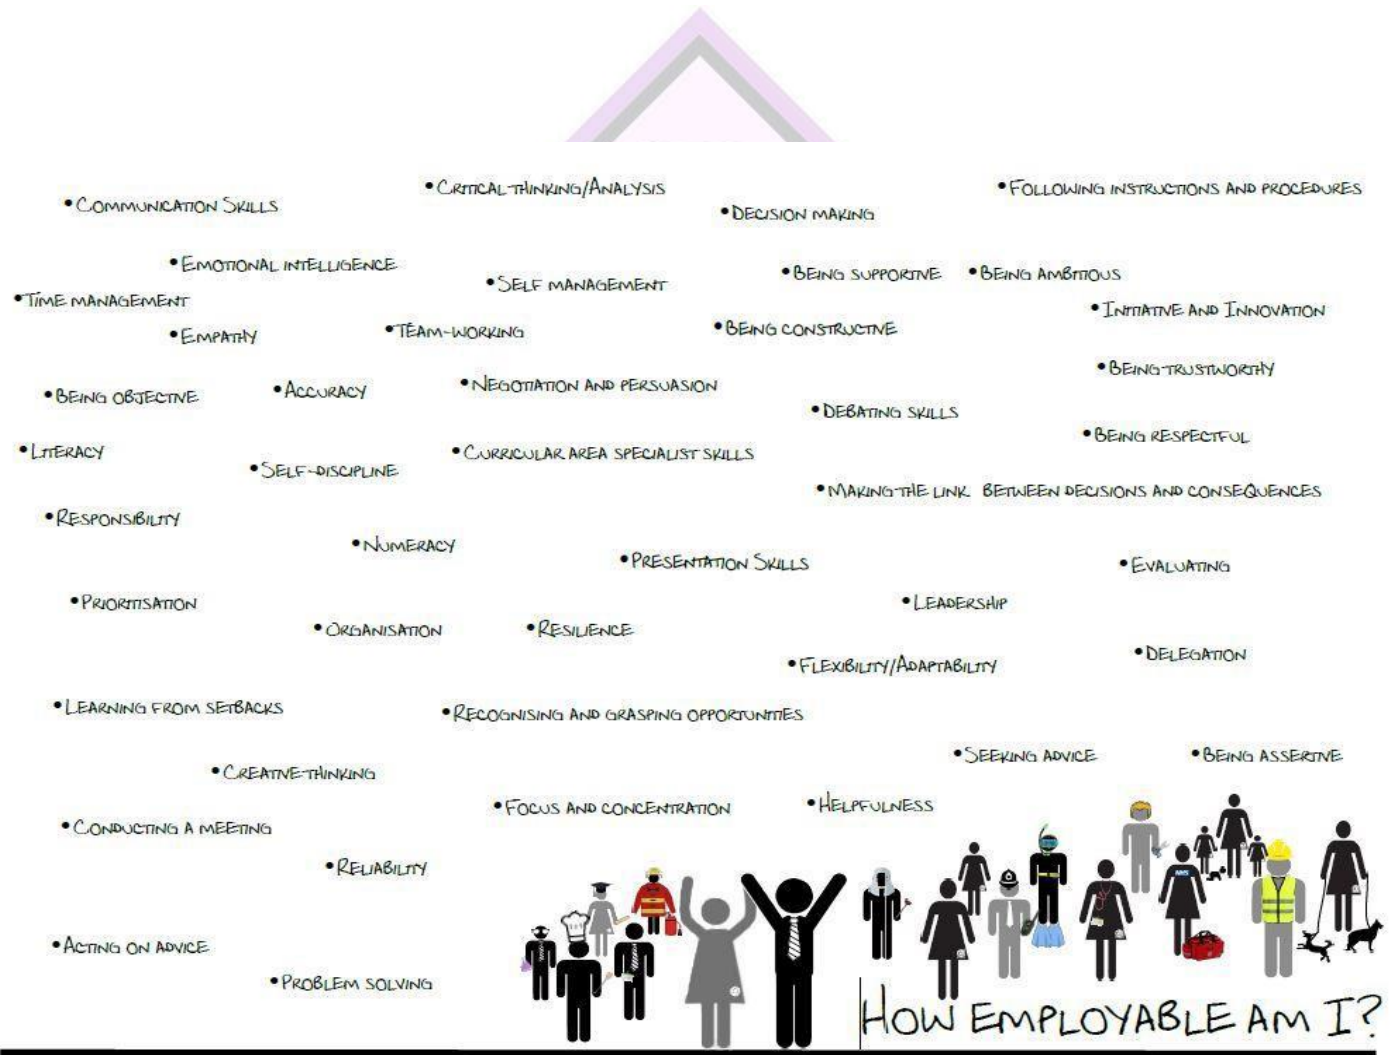 •Critical thinking/Analysis
•Following instructions and procedures
•Communication Skills
•Decision making
•Emotional intelligence
•Self management
•Being supportive
•Being ambitious
•Time management
•Initiative and Innovation
•Empathy
•Team-working
•Being constructive
•Being trustworthy
•Being objective
•Accuracy
•Negotiation and persuasion
•Debating skills
•Being respectful
•Literacy
•Self-discipline
•Curricular area specialist skills
•Making the link between decisions and consequences
•Responsibility
•Numeracy
•Presentation Skills
•Evaluating
•Prioritisation
•Leadership
•Organisation
•Resilience
•Flexibility/Adaptability
•Delegation
•Learning from setbacks
•Recognising and grasping opportunities
•Seeking advice
•Being assertive
•Creative thinking
•Focus and concentration
•Helpfulness
•Conducting a meeting
•Reliability
NHS
•Acting on advice
•Problem solving
How employable am I?